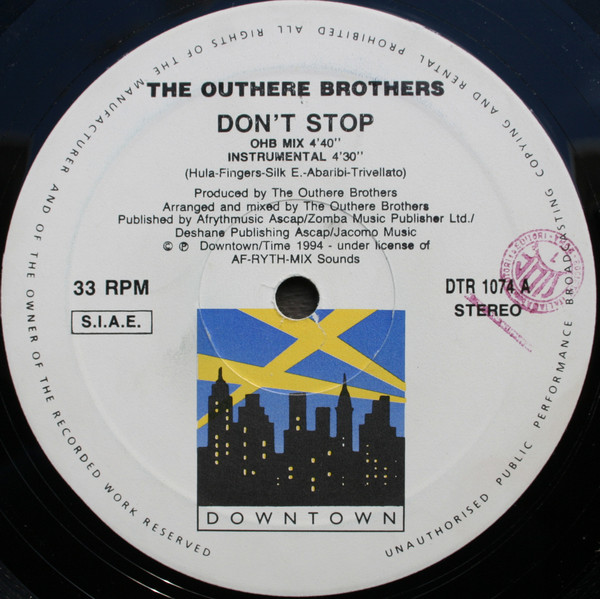 THE OUTHERE BROTHERS
DON'T STOP
OHB MIX 4'40''
INSTRUMENTAL 4'30''
(Hula-Fingers-Silk E.-Abaribi-Trivellato)
Produced by The Outhere Brothers
Arranged and mixed by The Outhere Brothers
Published by Afrythmusic Ascap/Zomba Music Publisher Ltd./
Deshane Publishing Ascap/Jacomo Music
© ℗ Downtown/Time 1994 - under license of
AF-RYTH-MIX Sounds
33 RPM
S.I.A.E.
DTR 1074 A
STEREO
DOWNTOWN
ALL RIGHTS OF THE MANUFACTURER AND OF THE OWNER OF THE RECORDED WORK RESERVED
UNAUTHORISED PUBLIC PERFORMANCE BROADCASTING COPYING AND RENTAL PROHIBITED